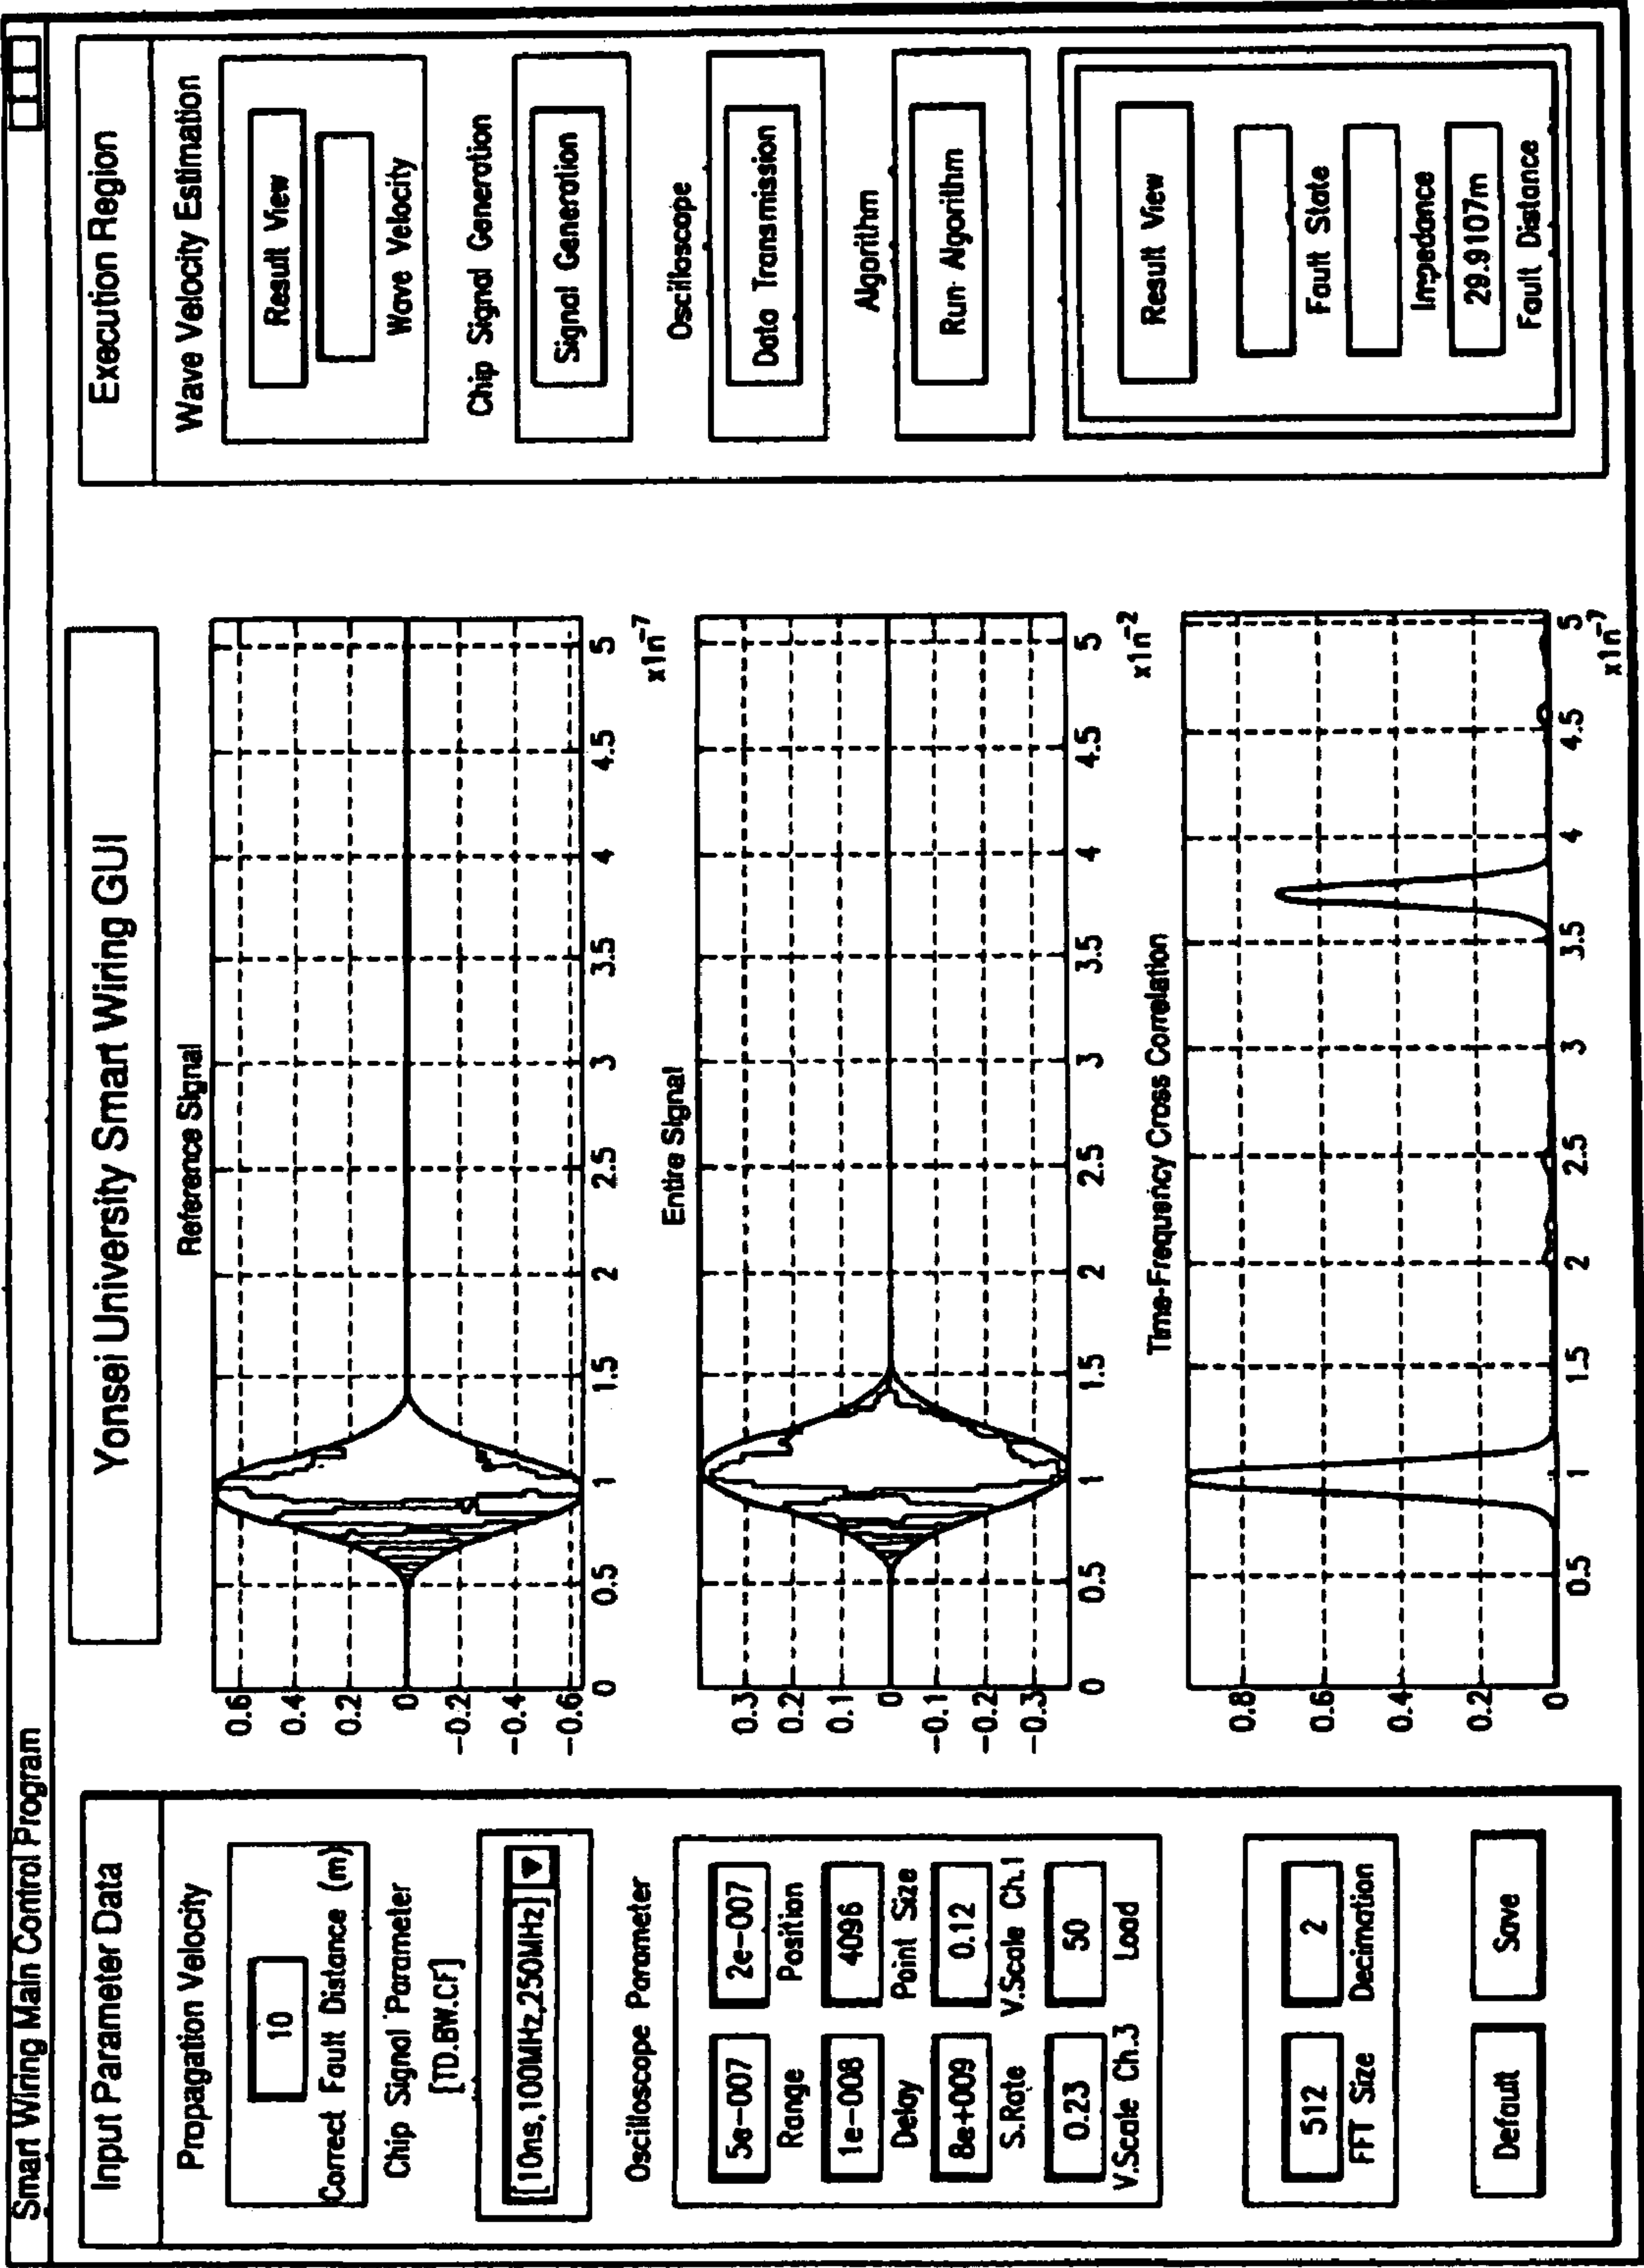 Smart Wiring Main Control Program
Input Parameter Data
Propagation Velocity
10
Correct Fault Distance (m)
Chip Signal Parameter
[TD.BW.CF]
[10ns,100MHz,250MHz]
Oscilloscope Parameter
5e-007 2e-007
Range Position
1e-008 4096
Delay Point Size
8e+009 0.12
S.Rate V.Scale Ch.1
0.23 50
V.Scale Ch.3 Load
512 2
FFT Size Decimation
Default Save
Yonsei University Smart Wiring GUI
Reference Signal
0.6
0.4
0.2
0
-0.2
-0.4
-0.6
0 0.5 1 1.5 2 2.5 3 3.5 4 4.5 5
x1n-7
Entire Signal
0.3
0.2
0.1
0
-0.1
-0.2
-0.3
0 0.5 1 1.5 2 2.5 3 3.5 4 4.5 5
x1n-2
Time-Frequency Cross Correlation
0.8
0.6
0.4
0.2
0
0.5 1 1.5 2 2.5 3 3.5 4 4.5 5
x1n-7
Execution Region
Wave Velocity Estimation
Result View
Wave Velocity
Chip Signal Generation
Signal Generation
Oscilloscope
Data Transmission
Algorithm
Run Algorithm
Result View
Fault State
Impedance
29.9107m
Fault Distance